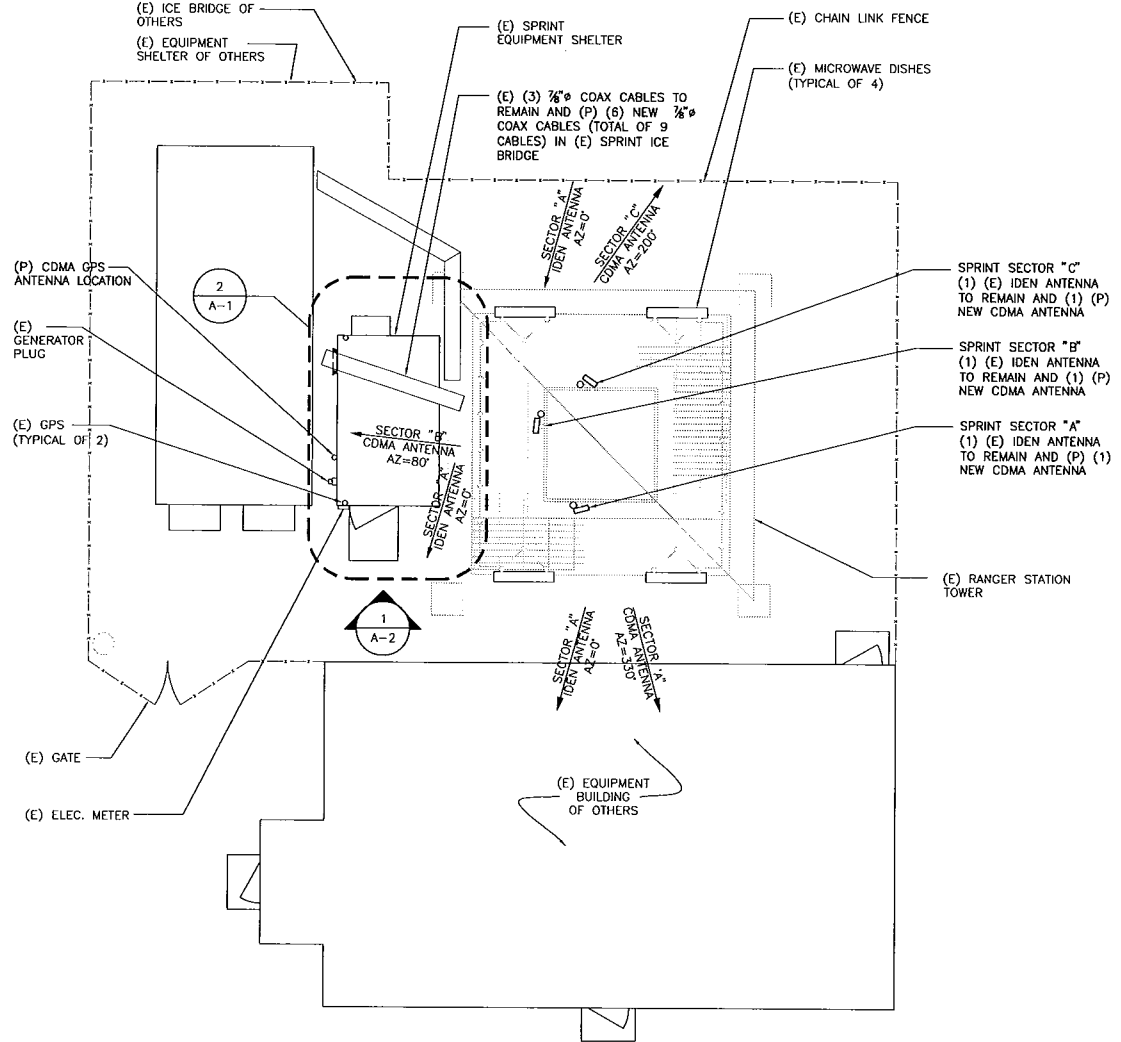 (E) ICE BRIDGE OF
OTHERS
(E) EQUIPMENT
SHELTER OF OTHERS
(E) SPRINT
EQUIPMENT SHELTER
(E) CHAIN LINK FENCE
(E) MICROWAVE DISHES
(TYPICAL OF 4)
(E) (3) ⅞"ø COAX CABLES TO
REMAIN AND (P) (6) NEW ⅞"ø
COAX CABLES (TOTAL OF 9
CABLES) IN (E) SPRINT ICE
BRIDGE
SECTOR "A"
IDEN ANTENNA
AZ=0°
SECTOR "C"
CDMA ANTENNA
AZ=200°
(P) CDMA GPS
ANTENNA LOCATION
2
A-1
(E)
GENERATOR
PLUG
(E) GPS
(TYPICAL OF 2)
SECTOR "B"
CDMA ANTENNA
AZ=80°
SECTOR "A"
IDEN ANTENNA
AZ=0°
SPRINT SECTOR "C"
(1) (E) IDEN ANTENNA
TO REMAIN AND (1) (P)
NEW CDMA ANTENNA
SPRINT SECTOR "B"
(1) (E) IDEN ANTENNA
TO REMAIN AND (1) (P)
NEW CDMA ANTENNA
SPRINT SECTOR "A"
(1) (E) IDEN ANTENNA
TO REMAIN AND (P) (1)
NEW CDMA ANTENNA
(E) RANGER STATION
TOWER
1
A-2
SECTOR "A"
IDEN ANTENNA
AZ=0°
SECTOR 'A"
CDMA ANTENNA
AZ=330°
(E) GATE
(E) ELEC. METER
(E) EQUIPMENT
BUILDING
OF OTHERS